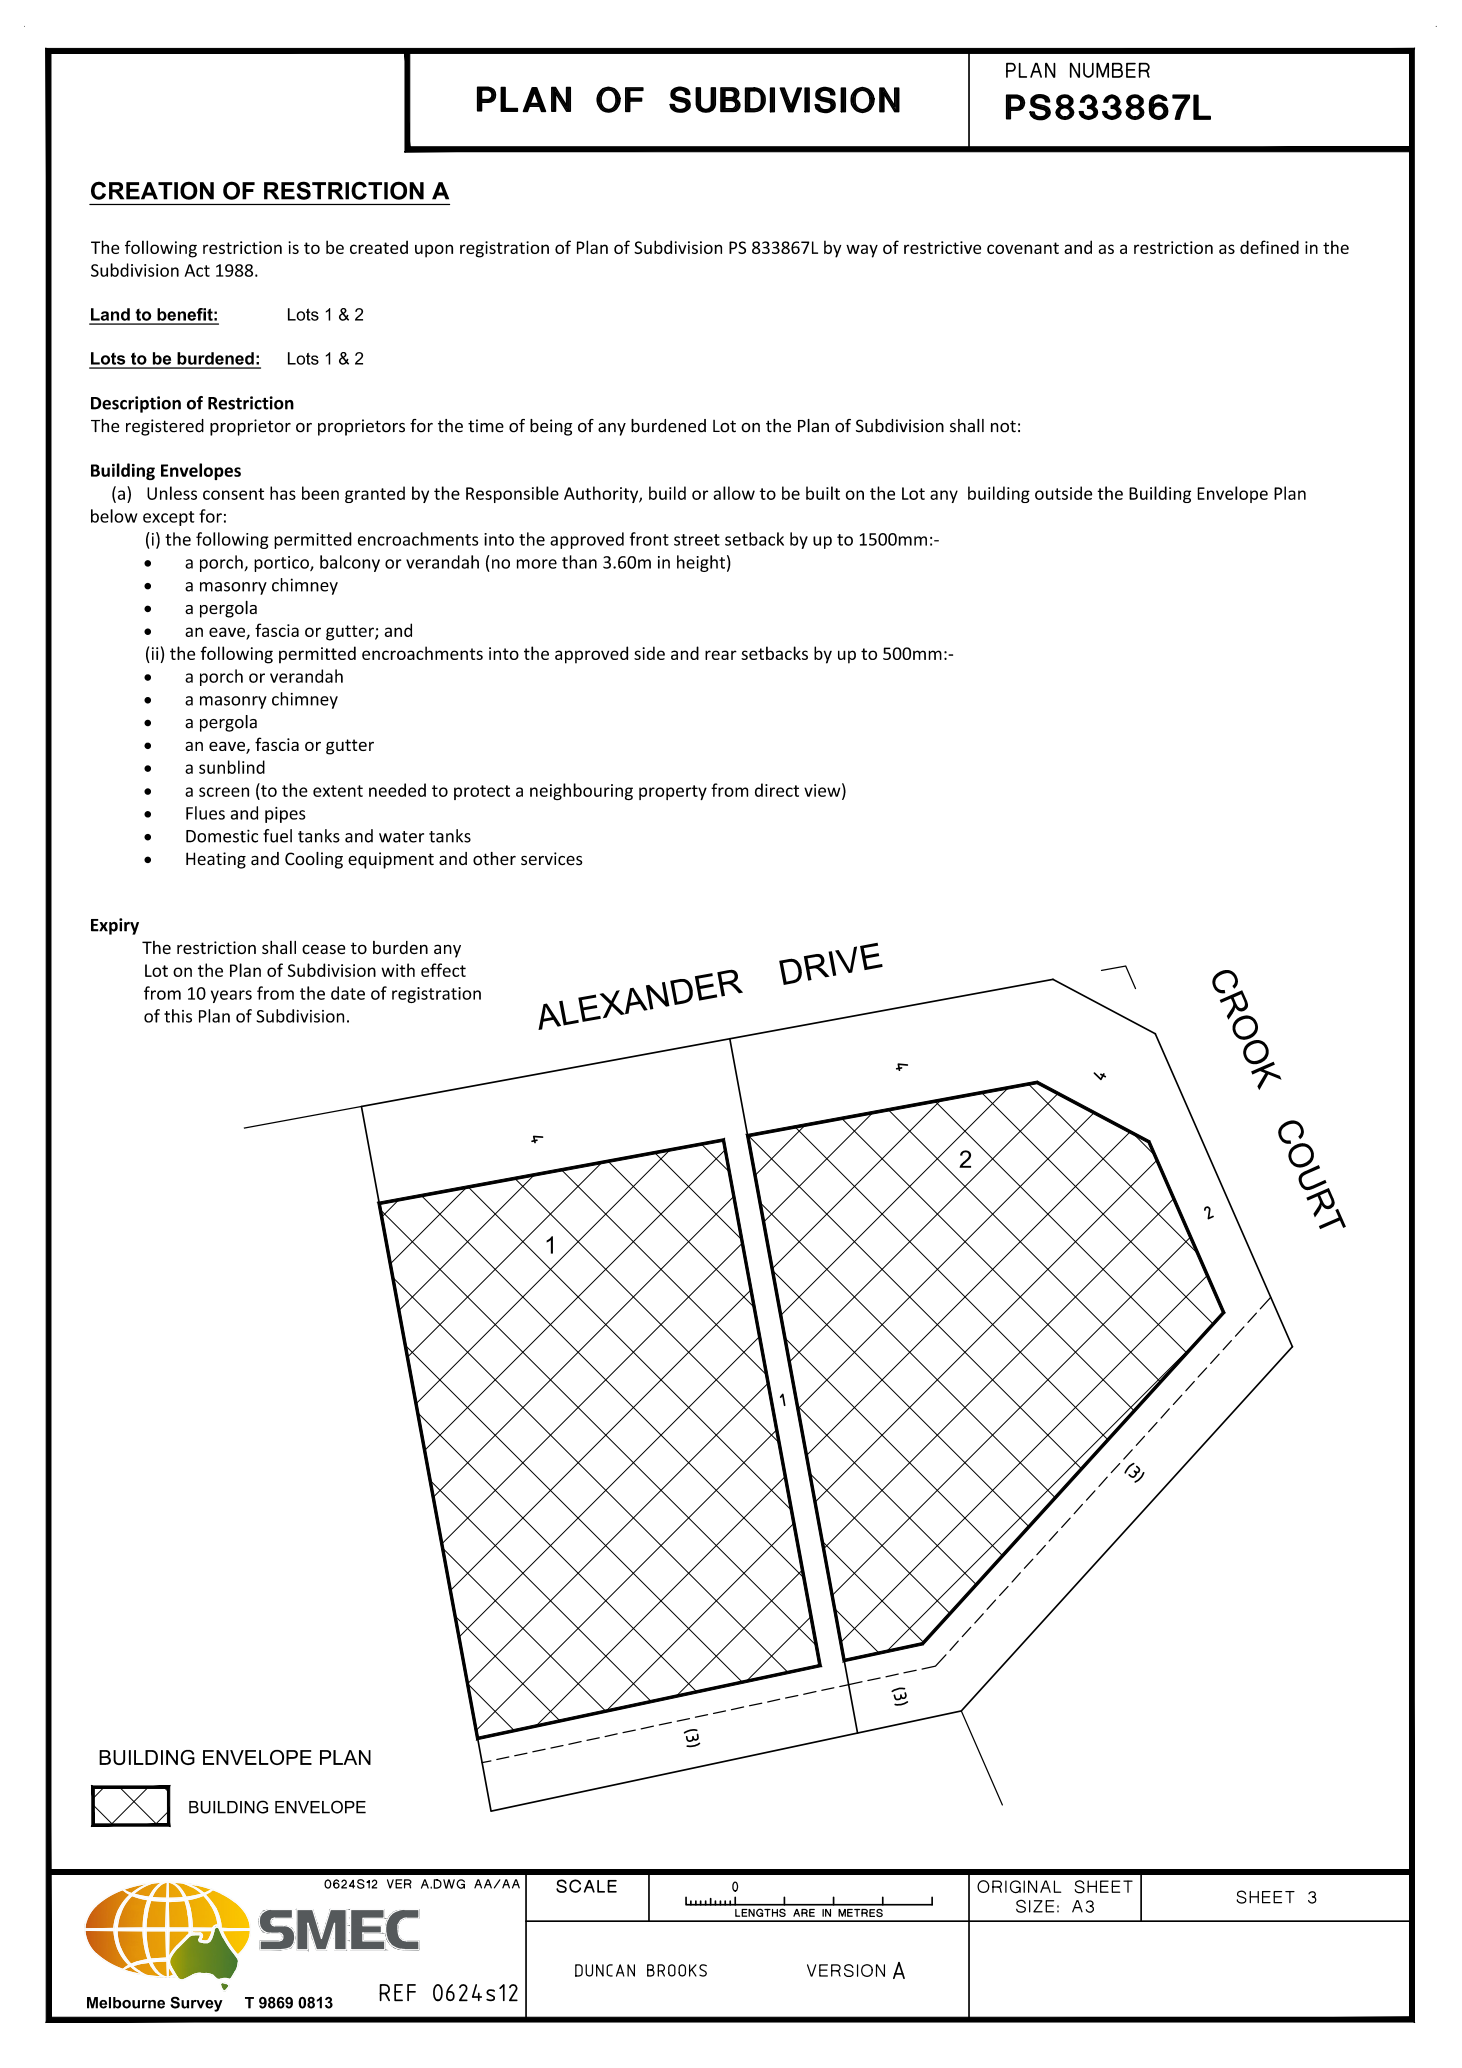 PLAN OF SUBDIVISION
PLAN NUMBER
PS833867L
CREATION OF RESTRICTION A
The following restriction is to be created upon registration of Plan of Subdivision PS 833867L by way of restrictive covenant and as a restriction as defined in the
Subdivision Act 1988.
Land to benefit: Lots 1 & 2
Lots to be burdened: Lots 1 & 2
Description of Restriction
The registered proprietor or proprietors for the time of being of any burdened Lot on the Plan of Subdivision shall not:
Building Envelopes
(a) Unless consent has been granted by the Responsible Authority, build or allow to be built on the Lot any building outside the Building Envelope Plan
below except for:
(i) the following permitted encroachments into the approved front street setback by up to 1500mm:-
• a porch, portico, balcony or verandah (no more than 3.60m in height)
• a masonry chimney
• a pergola
• an eave, fascia or gutter; and
(ii) the following permitted encroachments into the approved side and rear setbacks by up to 500mm:-
• a porch or verandah
• a masonry chimney
• a pergola
• an eave, fascia or gutter
• a sunblind
• a screen (to the extent needed to protect a neighbouring property from direct view)
• Flues and pipes
• Domestic fuel tanks and water tanks
• Heating and Cooling equipment and other services
Expiry
The restriction shall cease to burden any
Lot on the Plan of Subdivision with effect
from 10 years from the date of registration
of this Plan of Subdivision.
ALEXANDER DRIVE
CROOK COURT
4
4
4
2
2
1
1
(3)
(3)
(3)
BUILDING ENVELOPE PLAN
BUILDING ENVELOPE
0624S12 VER A.DWG AA/AA
SMEC
Melbourne Survey T 9869 0813
REF 0624s12
SCALE
0
LENGTHS ARE IN METRES
ORIGINAL SHEET
SIZE: A3
SHEET 3
DUNCAN BROOKS
VERSION A